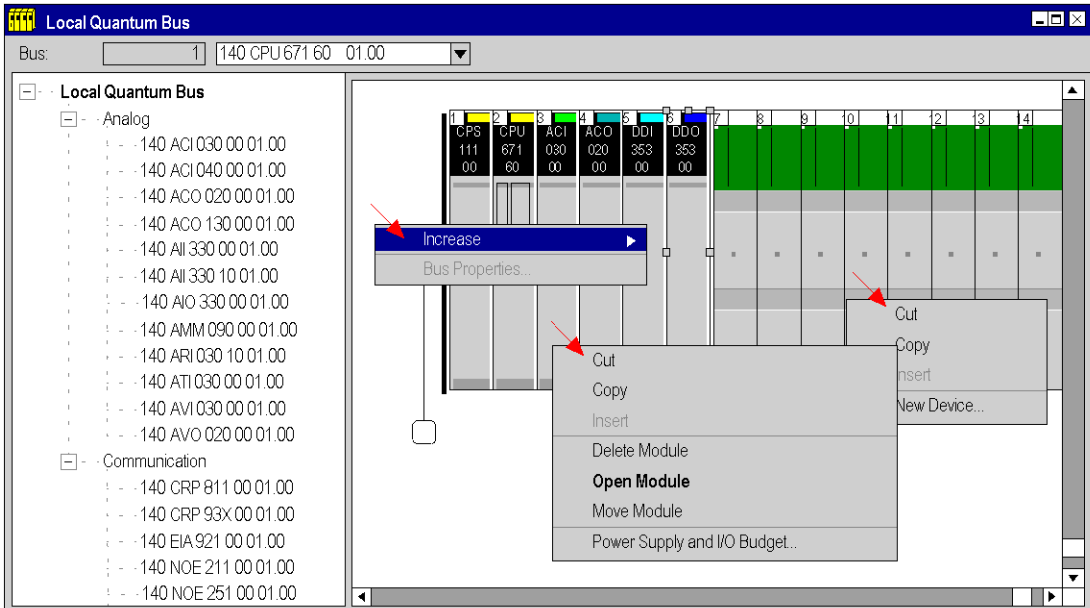 Local Quantum Bus
Bus: 1 140 CPU 671 60 01.00
Local Quantum Bus
Analog
140 ACI 030 00 01.00
140 ACI 040 00 01.00
140 ACO 020 00 01.00
140 ACO 130 00 01.00
140 AII 330 00 01.00
140 AII 330 10 01.00
140 AIO 330 00 01.00
140 AMM 090 00 01.00
140 ARI 030 10 01.00
140 ATI 030 00 01.00
140 AVI 030 00 01.00
140 AVO 020 00 01.00
Communication
140 CRP 811 00 01.00
140 CRP 93X 00 01.00
140 EIA 921 00 01.00
140 NOE 211 00 01.00
140 NOE 251 00 01.00
1 2 3 4 5 6 7 8 9 10 11 12 13 14
CPS CPU ACI ACO DDI DDO
111 671 030 020 353 353
00 60 00 00 00 00
Increase
Bus Properties...
Cut
Copy
Insert
Delete Module
Open Module
Move Module
Power Supply and I/O Budget...
Cut
Copy
nsert
New Device...